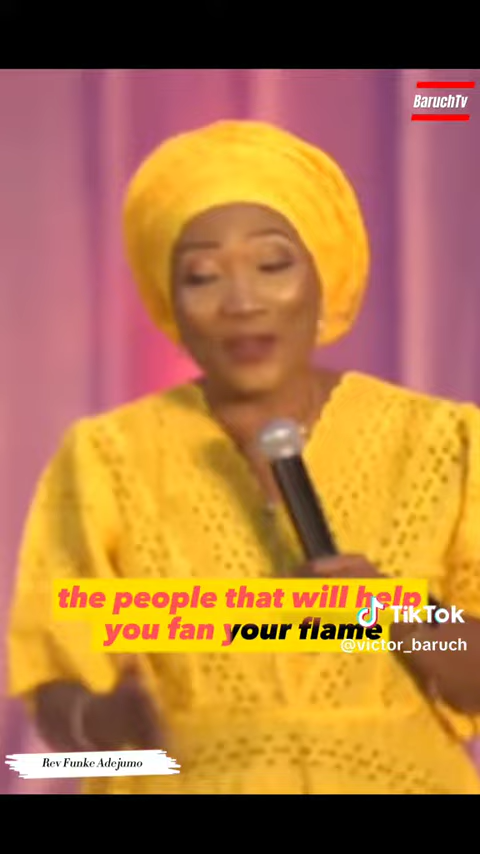 BaruchTv
the people that will help
you fan your flame
TikTok
@victor_baruch
Rev Funke Adejumo